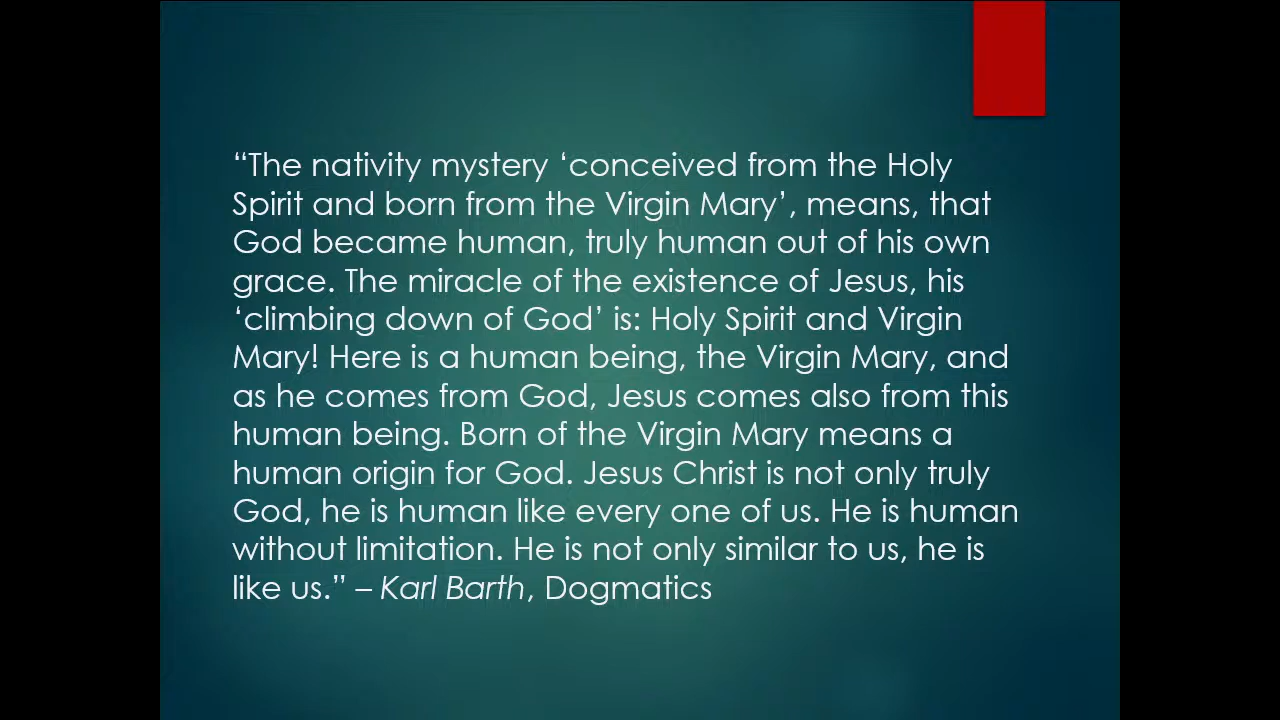 “The nativity mystery ‘conceived from the Holy
Spirit and born from the Virgin Mary’, means, that
God became human, truly human out of his own
grace. The miracle of the existence of Jesus, his
‘climbing down of God’ is: Holy Spirit and Virgin
Mary! Here is a human being, the Virgin Mary, and
as he comes from God, Jesus comes also from this
human being. Born of the Virgin Mary means a
human origin for God. Jesus Christ is not only truly
God, he is human like every one of us. He is human
without limitation. He is not only similar to us, he is
like us.” – Karl Barth, Dogmatics